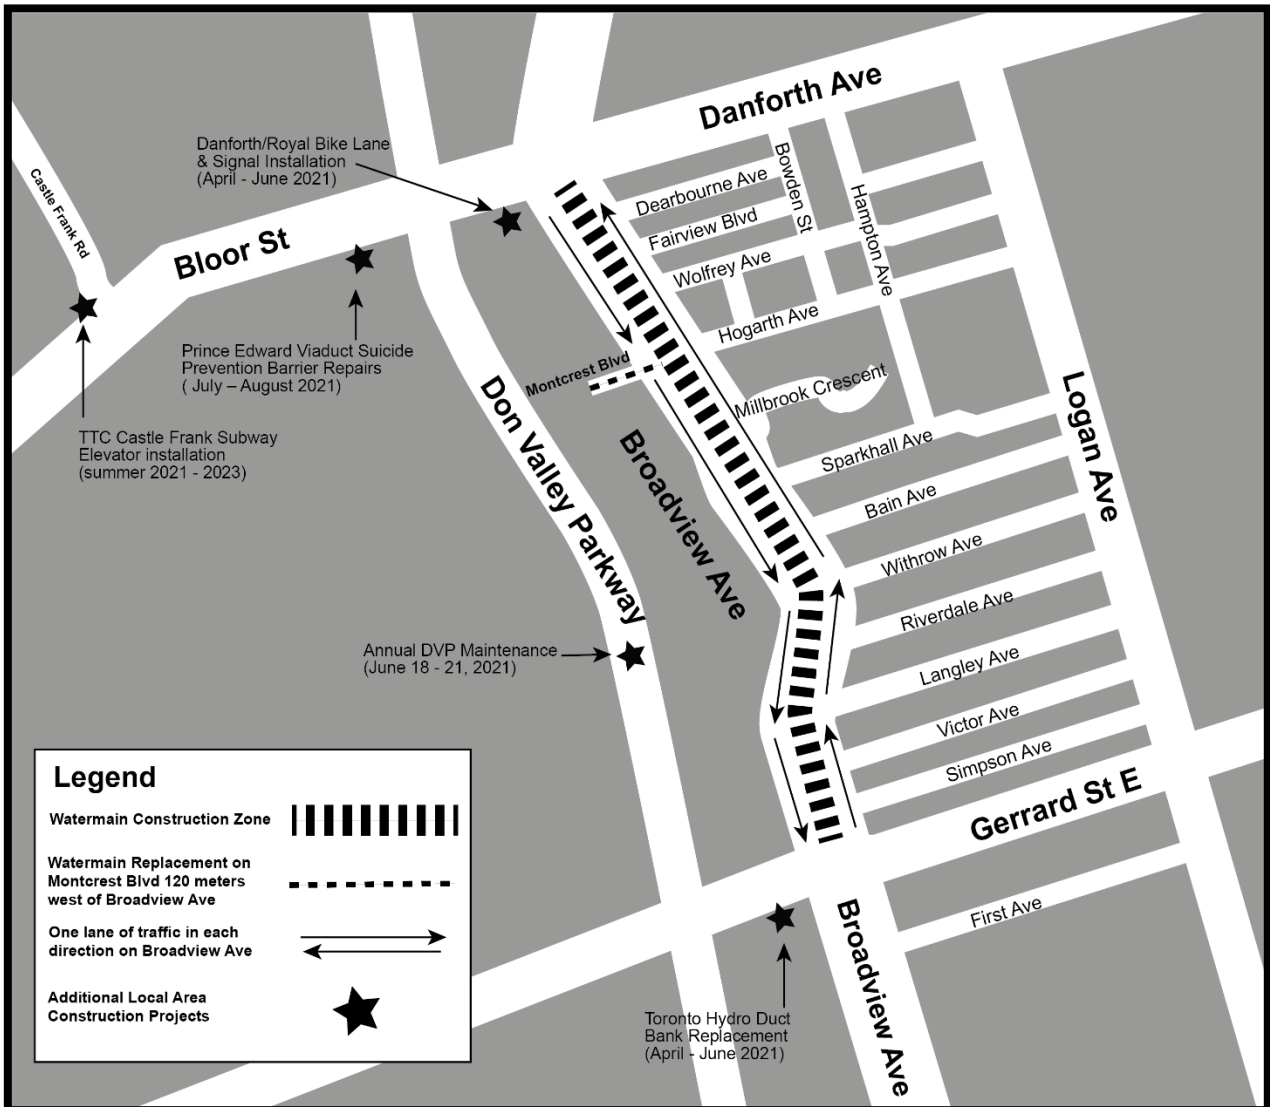 Danforth Ave
Danforth/Royal Bike Lane
& Signal Installation
(April - June 2021)
Castle Frank Rd
Bloor St
Dearbourne Ave
Bowden St
Hampton Ave
Fairview Blvd
Wolfrey Ave
Hogarth Ave
Prince Edward Viaduct Suicide
Prevention Barrier Repairs
( July – August 2021)
Montcrest Blvd
Millbrook Crescent
TTC Castle Frank Subway
Elevator installation
(summer 2021 - 2023)
Don Valley Parkway
Broadview Ave
Logan Ave
Sparkhall Ave
Bain Ave
Withrow Ave
Riverdale Ave
Langley Ave
Victor Ave
Simpson Ave
Annual DVP Maintenance
(June 18 - 21, 2021)
Gerrard St E
First Ave
Broadview Ave
Toronto Hydro Duct
Bank Replacement
(April - June 2021)
Legend
Watermain Construction Zone
Watermain Replacement on
Montcrest Blvd 120 meters
west of Broadview Ave
One lane of traffic in each
direction on Broadview Ave
Additional Local Area
Construction Projects